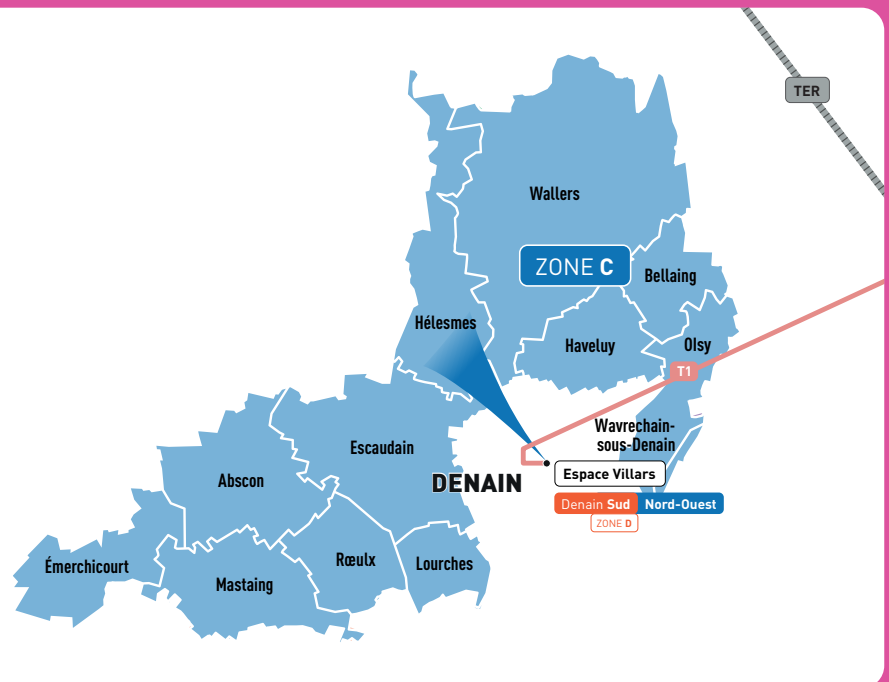 TER
Wallers
ZONE C
Bellaing
Hélesmes
Haveluy
OIsy
T1
Wavrechain-
sous-Denain
Escaudain
Abscon
DENAIN
Espace Villars
Denain Sud
Nord-Ouest
ZONE D
Émerchicourt
Mastaing
Rœulx
Lourches